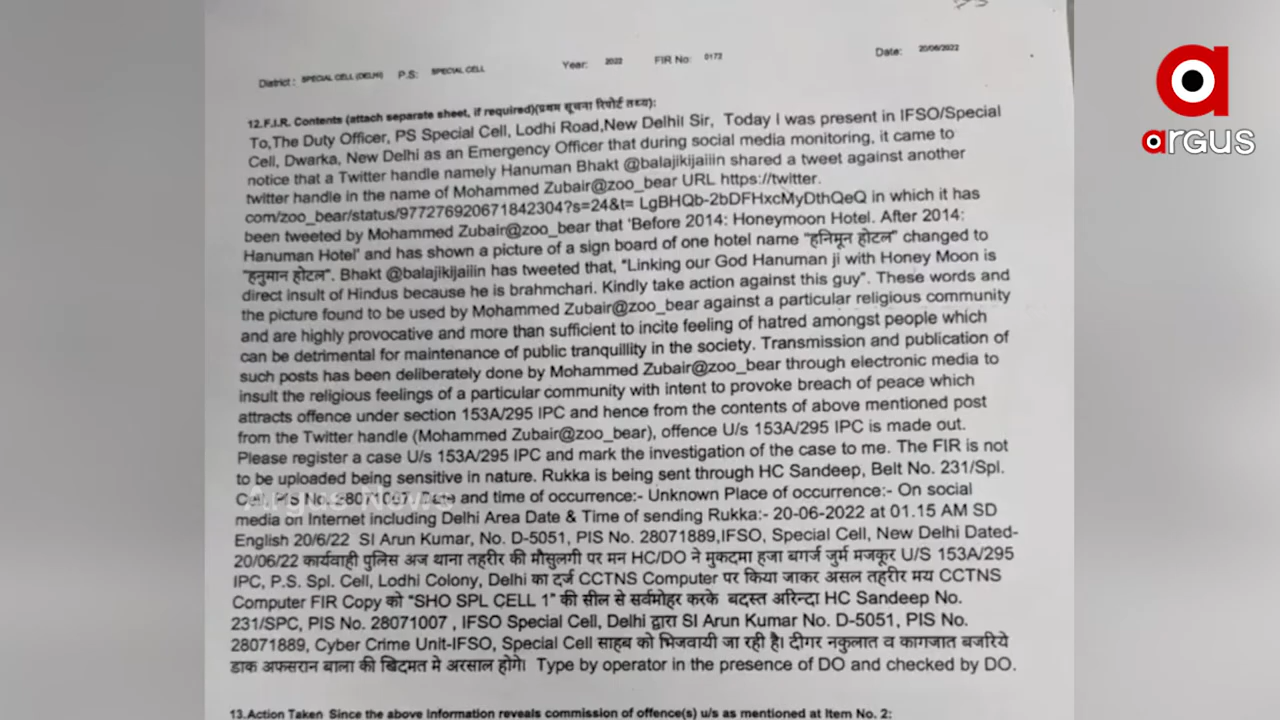 District : SPECIAL CELL (DELHI) P.S: SPECIAL CELL Year: 2022 FIR No: 0172 Date: 20/06/2022
argus
12.F.I.R. Contents (attach separate sheet, if required)(प्रथम सूचना रिपोर्ट तथ्य):
To,The Duty Officer, PS Special Cell, Lodhi Road,New DelhiI Sir, Today I was present in IFSO/Special
Cell, Dwarka, New Delhi as an Emergency Officer that during social media monitoring, it came to
notice that a Twitter handle namely Hanuman Bhakt @balajikijaiiin shared a tweet against another
twitter handle in the name of Mohammed Zubair@zoo_bear URL https://twitter.
com/zoo_bear/status/977276920671842304?s=24&t= LgBHQb-2bDFHxcMyDthQeQ in which it has
been tweeted by Mohammed Zubair@zoo_bear that 'Before 2014: Honeymoon Hotel. After 2014:
Hanuman Hotel' and has shown a picture of a sign board of one hotel name "हनिमून होटल" changed to
"हनुमान होटल". Bhakt @balajikijaiiin has tweeted that, "Linking our God Hanuman ji with Honey Moon is
direct insult of Hindus because he is brahmchari. Kindly take action against this guy". These words and
the picture found to be used by Mohammed Zubair@zoo_bear against a particular religious community
and are highly provocative and more than sufficient to incite feeling of hatred amongst people which
can be detrimental for maintenance of public tranquillity in the society. Transmission and publication of
such posts has been deliberately done by Mohammed Zubair@zoo_bear through electronic media to
insult the religious feelings of a particular community with intent to provoke breach of peace which
attracts offence under section 153A/295 IPC and hence from the contents of above mentioned post
from the Twitter handle (Mohammed Zubair@zoo_bear), offence U/s 153A/295 IPC is made out.
Please register a case U/s 153A/295 IPC and mark the investigation of the case to me. The FIR is not
to be uploaded being sensitive in nature. Rukka is being sent through HC Sandeep, Belt No. 231/Spl.
Cell, PIS No. 28071007 Date and time of occurrence:- Unknown Place of occurrence:- On social
Argus News
media on Internet including Delhi Area Date & Time of sending Rukka:- 20-06-2022 at 01.15 AM SD
English 20/6/22 SI Arun Kumar, No. D-5051, PIS No. 28071889,IFSO, Special Cell, New Delhi Dated-
20/06/22 कार्यवाही पुलिस अज थाना तहरीर की मौसुलगी पर मन HC/DO ने मुकदमा हजा बगर्ज जुर्म मजकूर U/S 153A/295
IPC, P.S. Spl. Cell, Lodhi Colony, Delhi का दर्ज CCTNS Computer पर किया जाकर असल तहरीर मय CCTNS
Computer FIR Copy को "SHO SPL CELL 1" की सील से सर्वमोहर करके बदस्त अरिन्दा HC Sandeep No.
231/SPC, PIS No. 28071007 , IFSO Special Cell, Delhi द्वारा SI Arun Kumar No. D-5051, PIS No.
28071889, Cyber Crime Unit-IFSO, Special Cell साहब को भिजवायी जा रही है। दीगर नकुलात व कागजात बजरिये
डाक अफसरान बाला की खिदमत मे अरसाल होगे। Type by operator in the presence of DO and checked by DO.
13.Action Taken Since the above information reveals commission of offence(s) u/s as mentioned at Item No. 2: